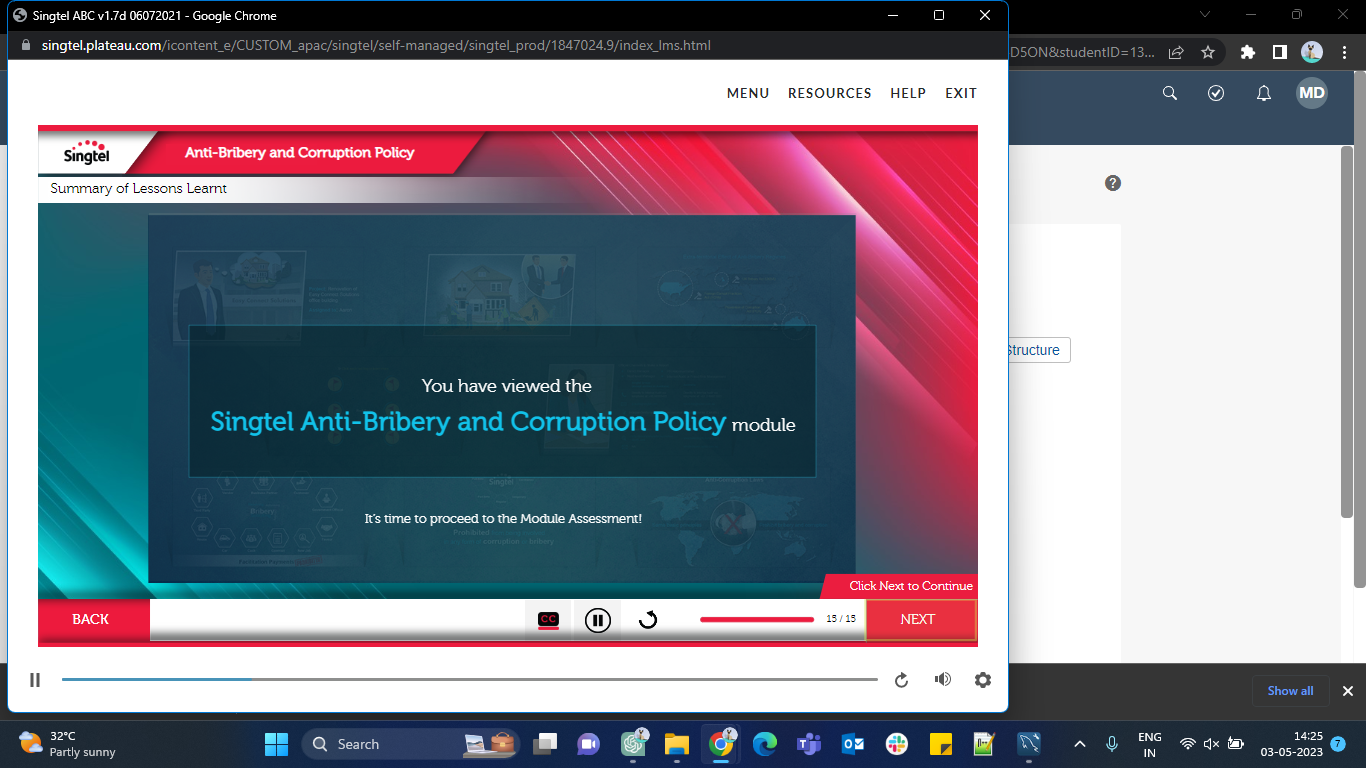 Singtel ABC v1.7d 06072021 - Google Chrome
singtel.plateau.com/icontent_e/CUSTOM_apac/singtel/self-managed/singtel_prod/1847024.9/index_lms.html
D5ON&studentID=13...
MENU RESOURCES HELP EXIT
MD
Singtel
Anti-Bribery and Corruption Policy
Summary of Lessons Learnt
Structure
You have viewed the
Singtel Anti-Bribery and Corruption Policy module
Singtel
It's time to proceed to the Module Assessment!
Click Next to Continue
BACK
CC
15 / 15
NEXT
Show all
32°C
Partly sunny
Search
ENG
IN
14:25
03-05-2023
7